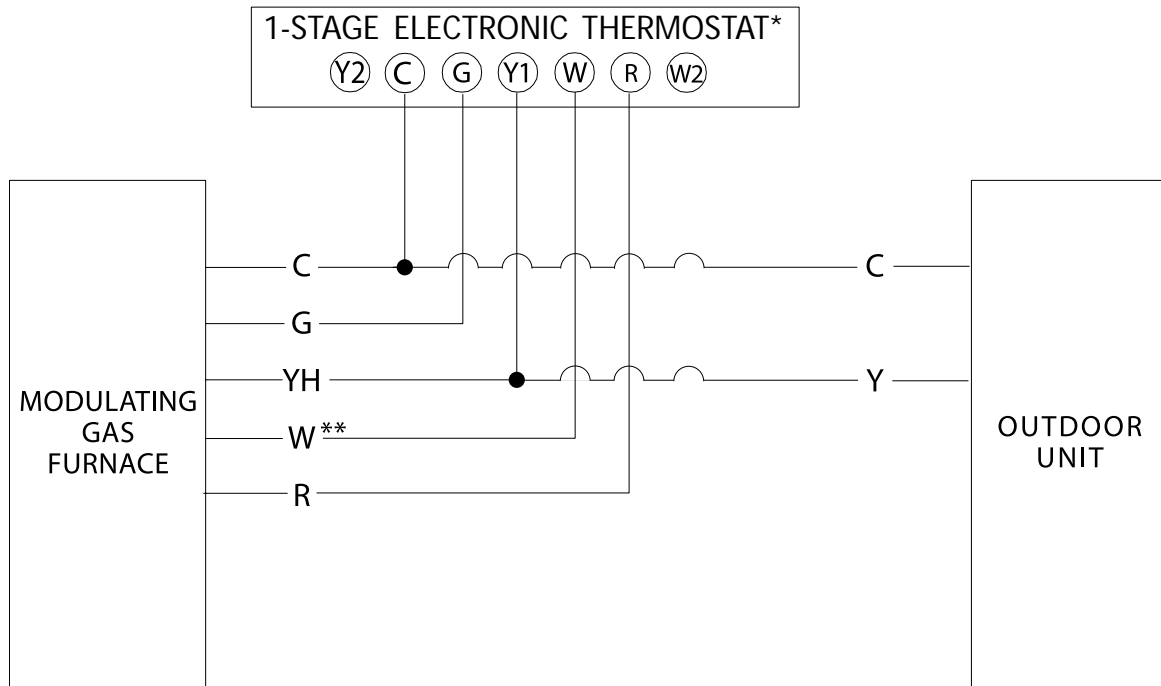 1-STAGE ELECTRONIC THERMOSTAT*
Y2 C G Y1 W R W2
C C
G
YH Y
W**
R
MODULATING
GAS
FURNACE
OUTDOOR
UNIT